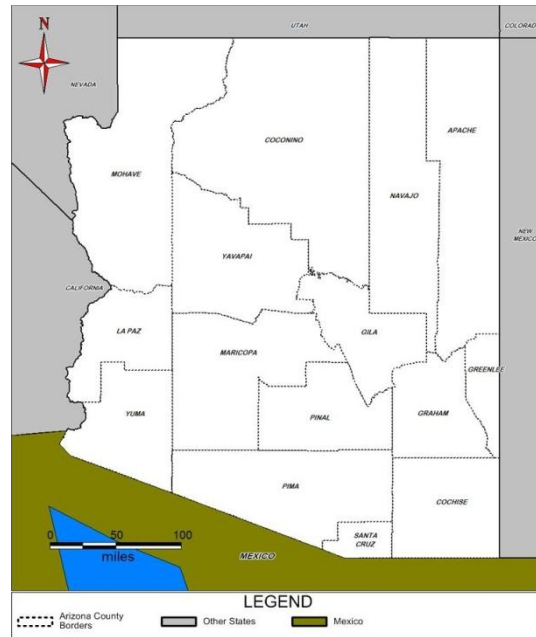 N
UTAH
COLORAD
NEVADA
COCONINO
APACHE
MOHAVE
NAVAJO
NEW
MEXICO
YAVAPAI
CALIFORNIA
LA PAZ
GILA
MARICOPA
GREENLEE
YUMA
PINAL
GRAHAM
PIMA
COCHISE
SANTA
CRUZ
0 50 100
miles
MEXICO
LEGEND
Arizona County
Borders
Other States
Mexico